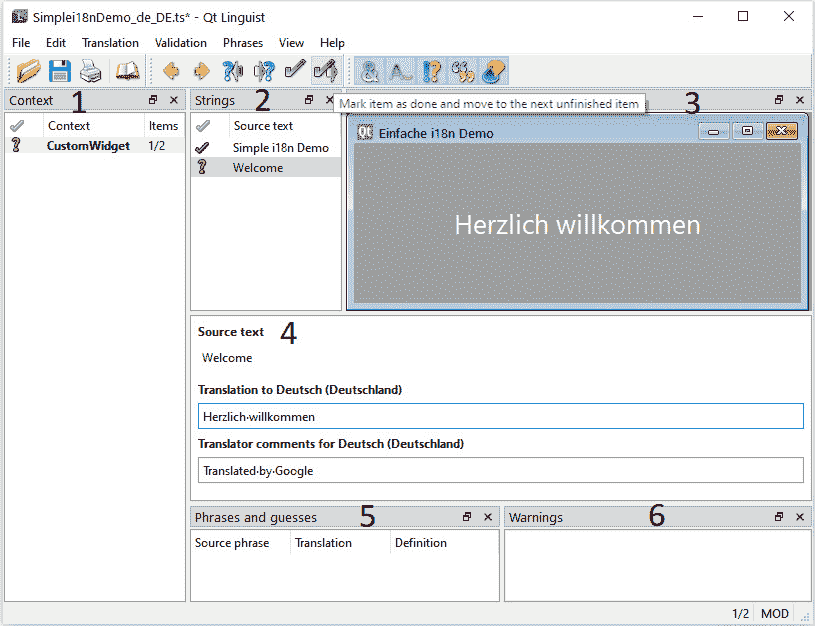 Simplei18nDemo_de_DE.ts* - Qt Linguist
File Edit Translation Validation Phrases View Help
Context 1
Strings 2
Mark item as done and move to the next unfinished item
3
Context Items
CustomWidget 1/2
Source text
Simple i18n Demo
Welcome
Einfache i18n Demo
Herzlich willkommen
Source text 4
Welcome
Translation to Deutsch (Deutschland)
Herzlich·willkommen
Translator comments for Deutsch (Deutschland)
Translated·by·Google
Phrases and guesses 5
Source phrase Translation Definition
Warnings 6
1/2 MOD